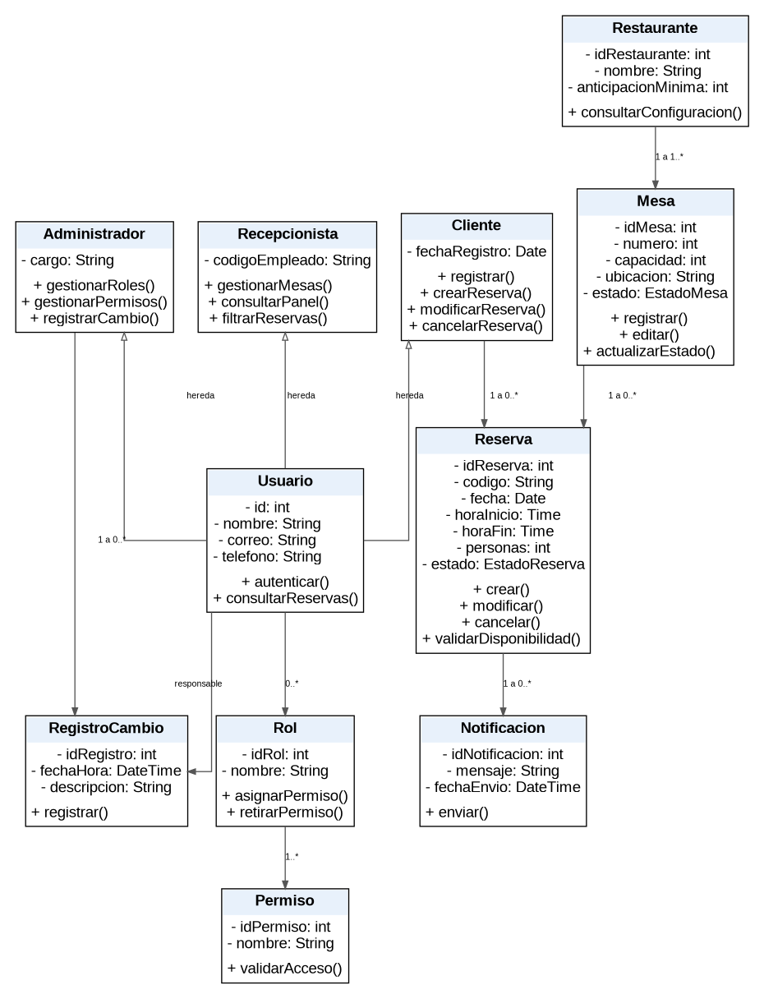 Restaurante
- idRestaurante: int
- nombre: String
- anticipacionMinima: int
+ consultarConfiguracion()
1 a 1..*
Mesa
- idMesa: int
- numero: int
- capacidad: int
- ubicacion: String
- estado: EstadoMesa
+ registrar()
+ editar()
+ actualizarEstado()
Administrador
- cargo: String
+ gestionarRoles()
+ gestionarPermisos()
+ registrarCambio()
Recepcionista
- codigoEmpleado: String
+ gestionarMesas()
+ consultarPanel()
+ filtrarReservas()
Cliente
- fechaRegistro: Date
+ registrar()
+ crearReserva()
+ modificarReserva()
+ cancelarReserva()
hereda
hereda
hereda
1 a 0..*
1 a 0..*
Usuario
- id: int
- nombre: String
- correo: String
- telefono: String
+ autenticar()
+ consultarReservas()
1 a 0..*
Reserva
- idReserva: int
- codigo: String
- fecha: Date
- horaInicio: Time
- horaFin: Time
- personas: int
- estado: EstadoReserva
+ crear()
+ modificar()
+ cancelar()
+ validarDisponibilidad()
responsable
0..*
1 a 0..*
RegistroCambio
- idRegistro: int
- fechaHora: DateTime
- descripcion: String
+ registrar()
Rol
- idRol: int
- nombre: String
+ asignarPermiso()
+ retirarPermiso()
Notificacion
- idNotificacion: int
- mensaje: String
- fechaEnvio: DateTime
+ enviar()
1..*
Permiso
- idPermiso: int
- nombre: String
+ validarAcceso()